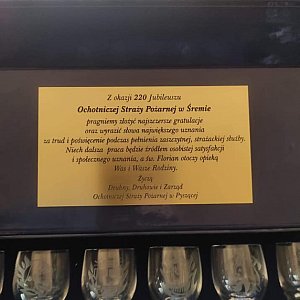 Z okazji 220 Jubileuszu
Ochotniczej Straży Pożarnej w Śremie
pragniemy złożyć najszczersze gratulacje
oraz wyrazić słowa największego uznania
za trud i poświęcenie podczas pełnienia zaszczytnej, strażackiej służby.
Niech dalsza praca będzie źródłem osobistej satysfakcji
i społecznego uznania, a św. Florian otoczy opieką
Was i Wasze Rodziny.
Życzą
Druhny, Druhowie i Zarząd
Ochotniczej Straży Pożarnej w Pyszącej